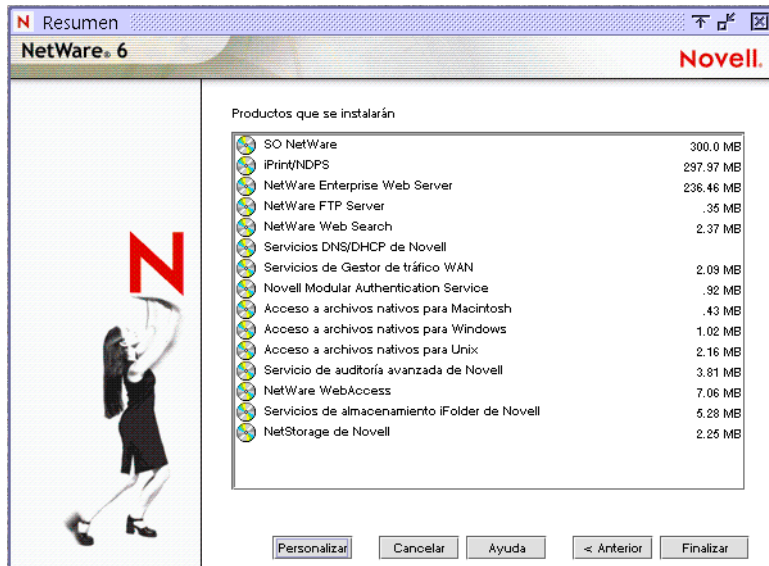 N Resumen
NetWare® 6
Novell®
Productos que se instalarán
SO NetWare 300.0 MB
iPrint/NDPS 297.97 MB
NetWare Enterprise Web Server 236.46 MB
NetWare FTP Server .35 MB
NetWare Web Search 2.37 MB
Servicios DNS/DHCP de Novell
Servicios de Gestor de tráfico WAN 2.09 MB
Novell Modular Authentication Service .92 MB
Acceso a archivos nativos para Macintosh .43 MB
Acceso a archivos nativos para Windows 1.02 MB
Acceso a archivos nativos para Unix 2.16 MB
Servicio de auditoría avanzada de Novell 3.81 MB
NetWare WebAccess 7.06 MB
Servicios de almacenamiento iFolder de Novell 5.28 MB
NetStorage de Novell 2.25 MB
N
Personalizar Cancelar Ayuda < Anterior Finalizar